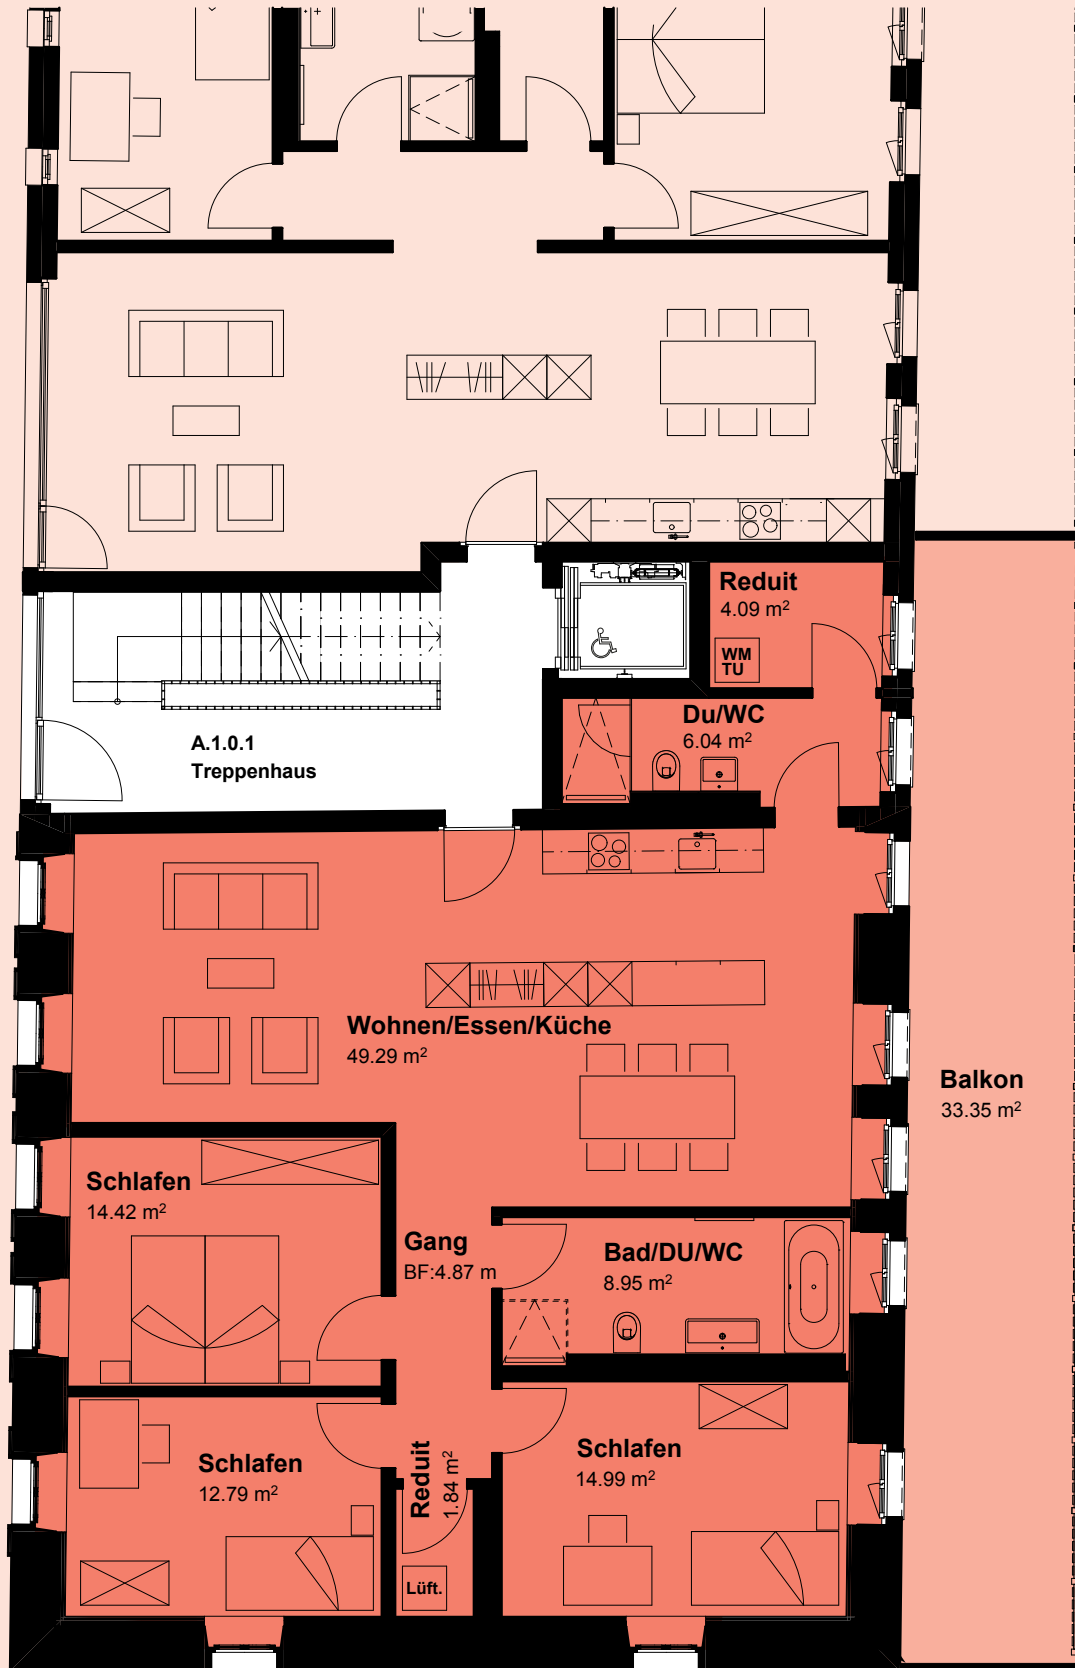 Reduit
4.09 m²
WM
TU
Du/WC
6.04 m²
A.1.0.1
Treppenhaus
Wohnen/Essen/Küche
49.29 m²
Balkon
33.35 m²
Schlafen
14.42 m²
Gang
BF:4.87 m
Bad/DU/WC
8.95 m²
Schlafen
12.79 m²
Reduit
1.84 m²
Schlafen
14.99 m²
Lüft.